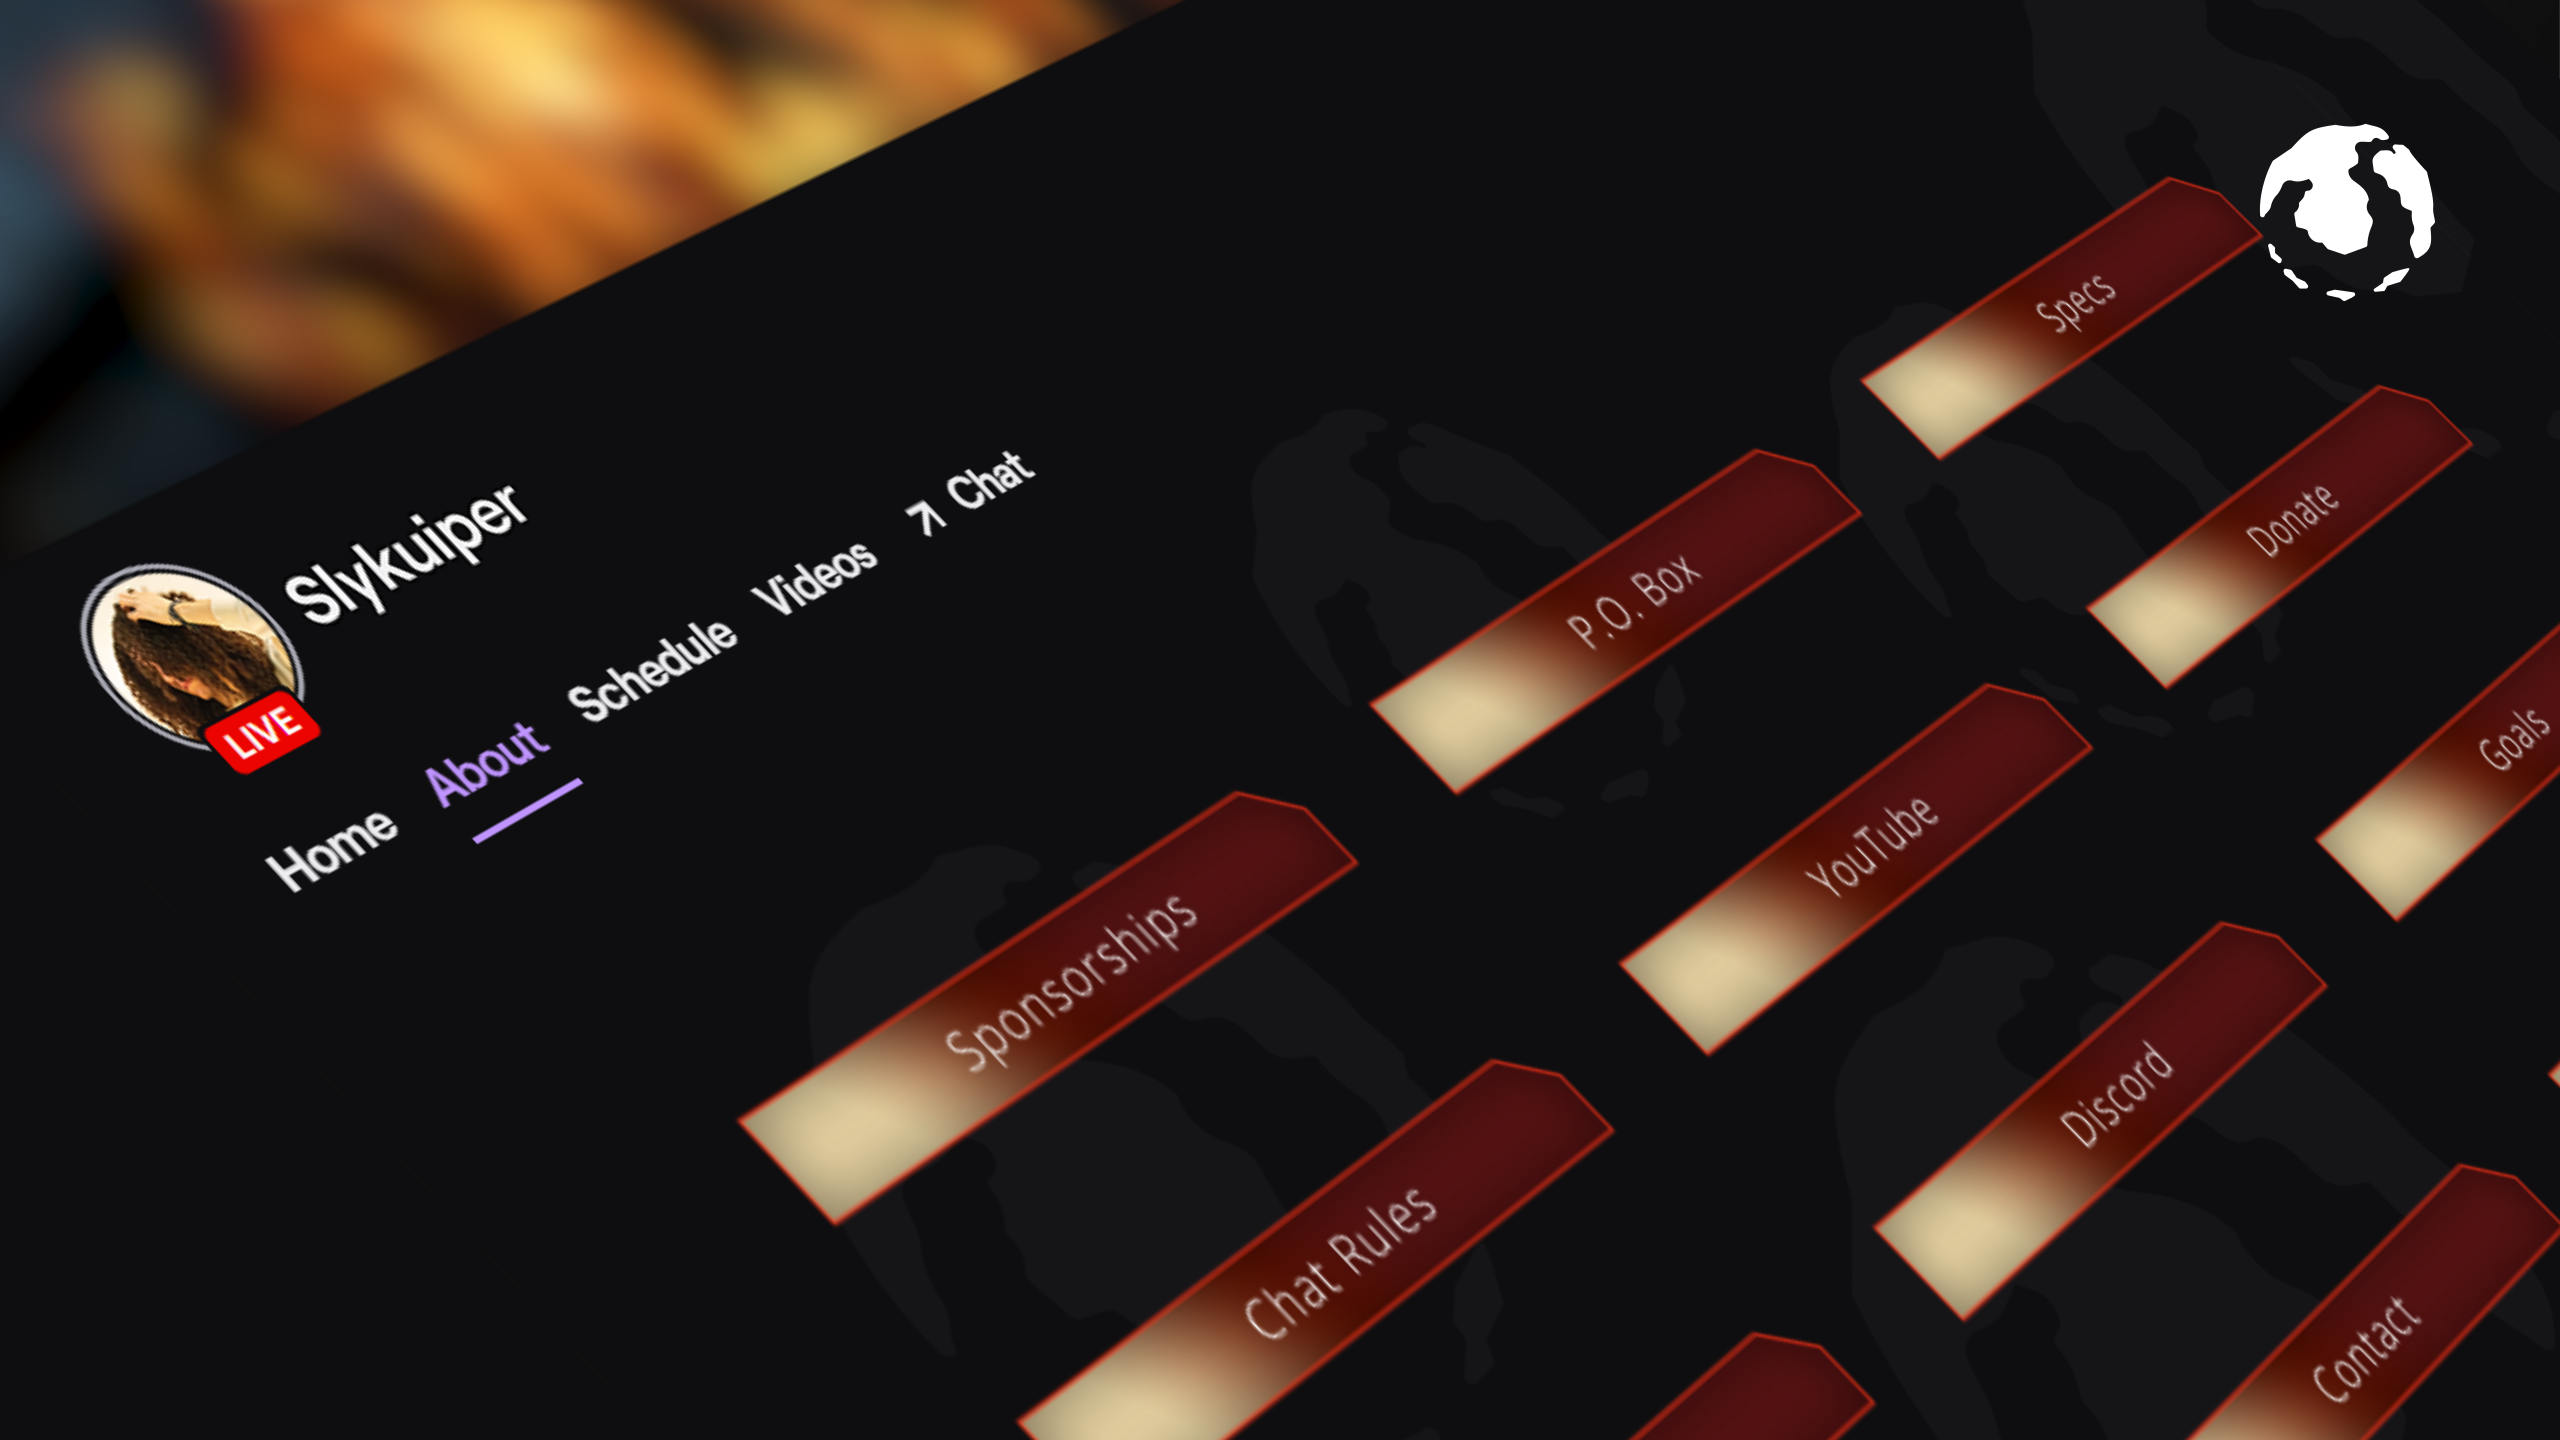 Slykuiper
LIVE
Home
About
Schedule
Videos
Chat
Sponsorships
P.O. Box
Specs
Chat Rules
YouTube
Donate
Discord
Goals
Contact